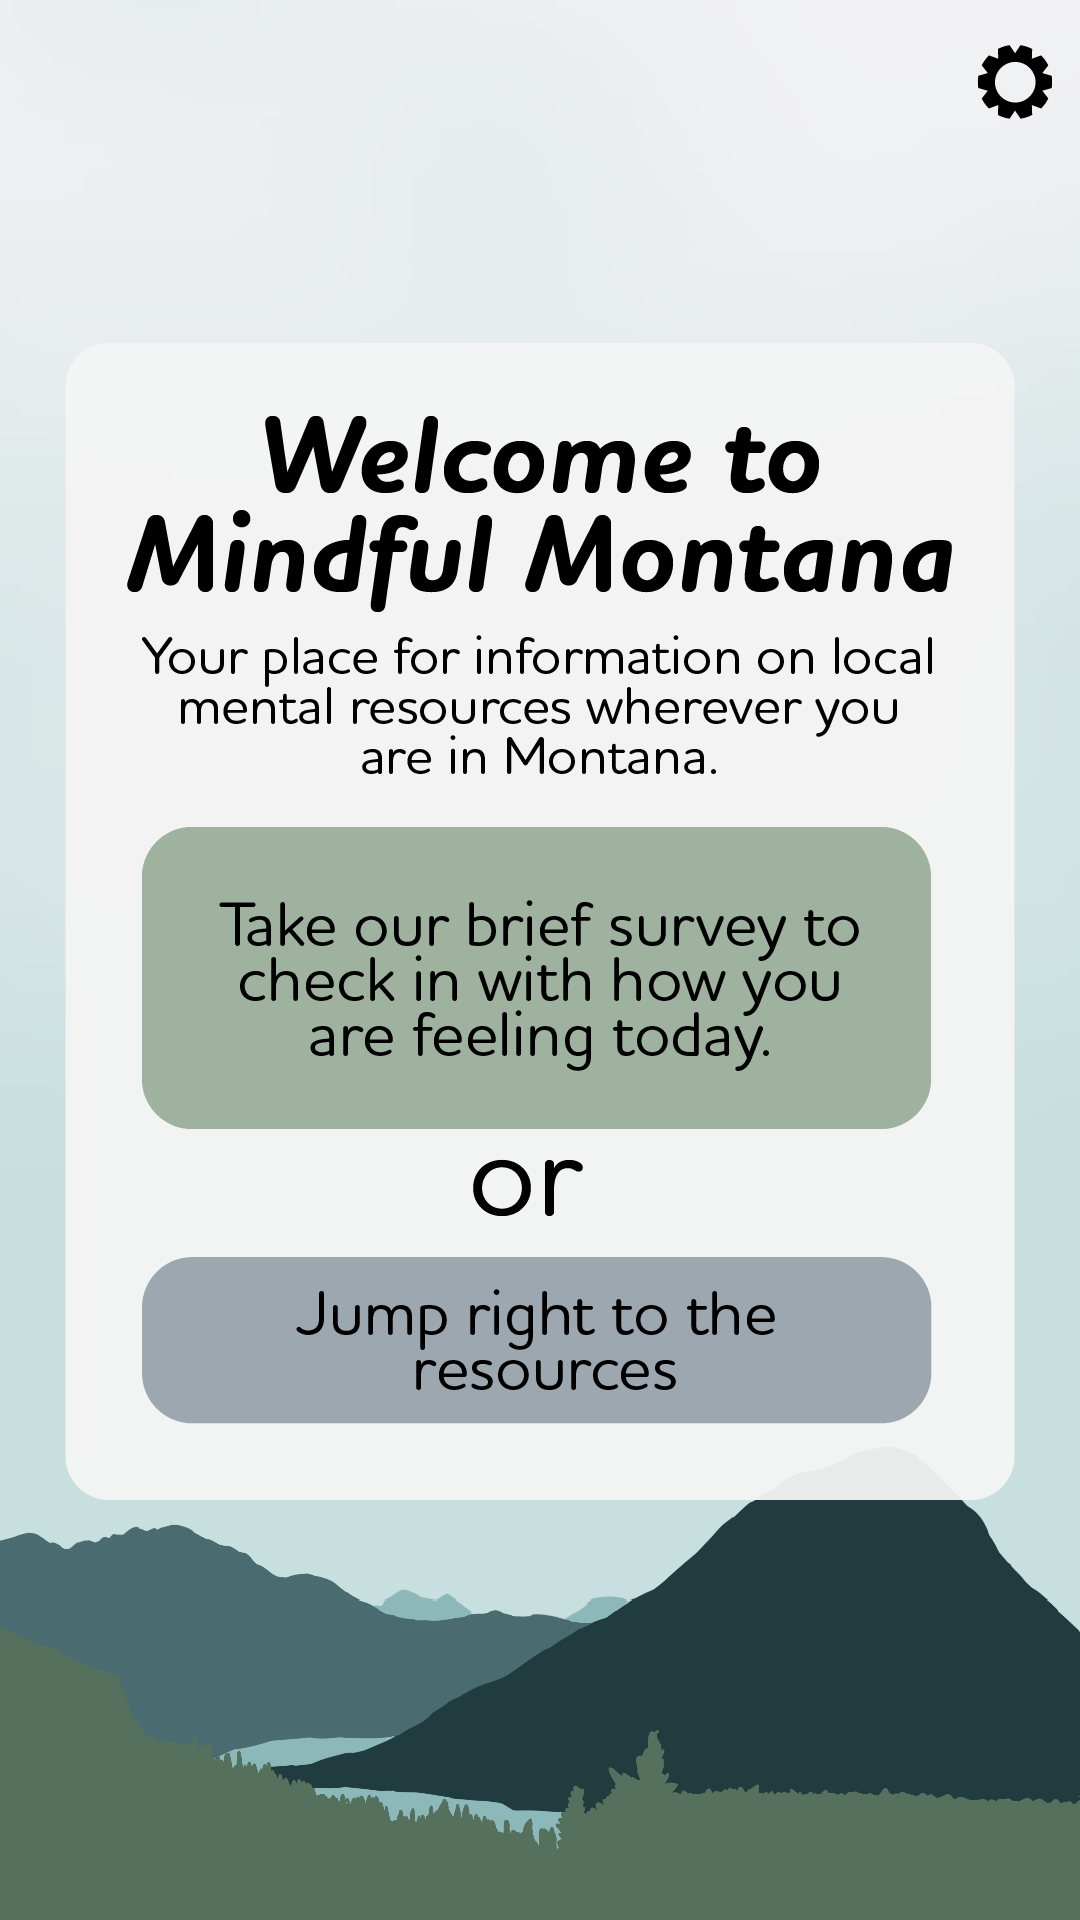 Welcome to
Mindful Montana
Your place for information on local
mental resources wherever you
are in Montana.
Take our brief survey to
check in with how you
are feeling today.
or
Jump right to the
resources